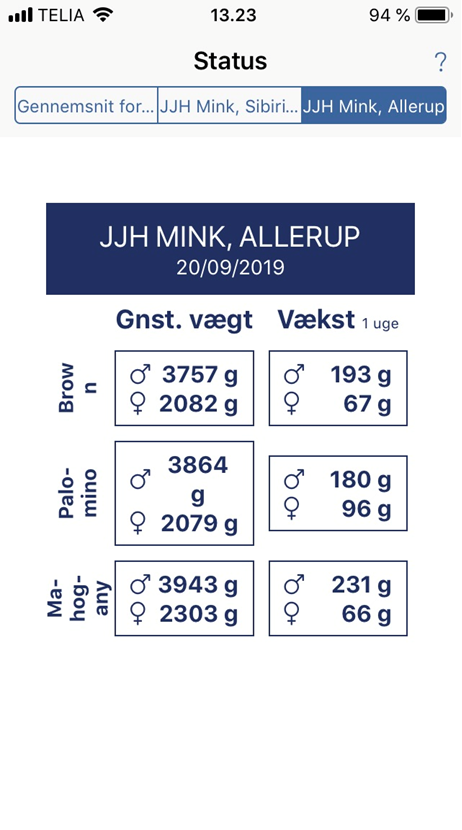 TELIA 13.23 94 %
Status ?
Gennemsnit for... JJH Mink, Sibiri... JJH Mink, Allerup
JJH MINK, ALLERUP
20/09/2019
Gnst. vægt Vækst 1 uge
Brow
n
♂ 3757 g ♂ 193 g
♀ 2082 g ♀ 67 g
Palo-
mino
♂ 3864
g
♀ 2079 g
♂ 180 g
♀ 96 g
Ma-
hog-
any
♂ 3943 g ♂ 231 g
♀ 2303 g ♀ 66 g